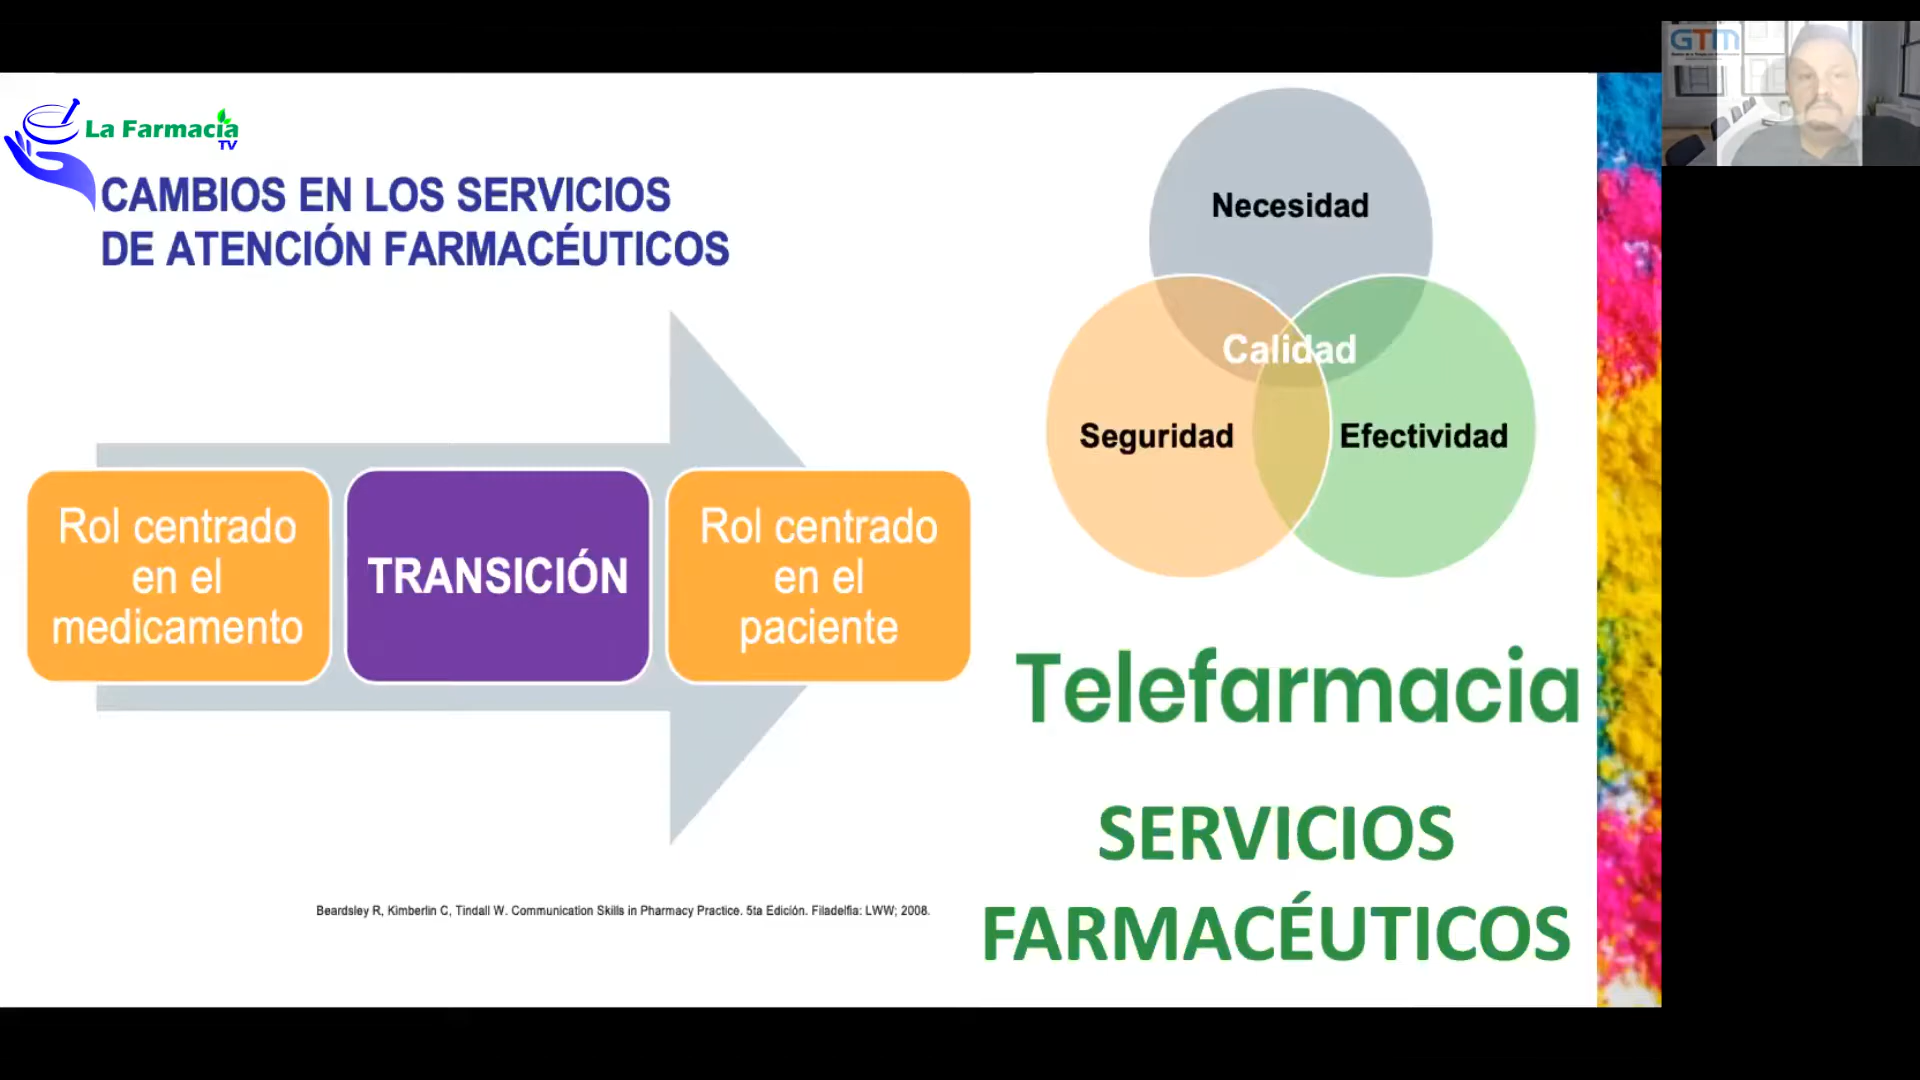 La Farmacia
TV
CAMBIOS EN LOS SERVICIOS
DE ATENCIÓN FARMACÉUTICOS
Rol centrado
en el
medicamento
TRANSICIÓN
Rol centrado
en el
paciente
Beardsley R, Kimberlin C, Tindall W. Communication Skills in Pharmacy Practice. 5ta Edición. Filadelfia: LWW; 2008.
Necesidad
Calidad
Seguridad
Efectividad
Telefarmacia
SERVICIOS
FARMACÉUTICOS
GTM